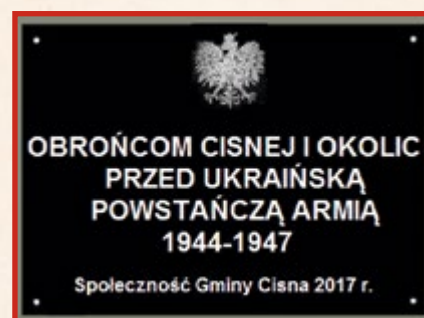 OBROŃCOM CISNEJ I OKOLIC
PRZED UKRAIŃSKĄ
POWSTAŃCZĄ ARMIĄ
1944-1947
Społeczność Gminy Cisna 2017 r.